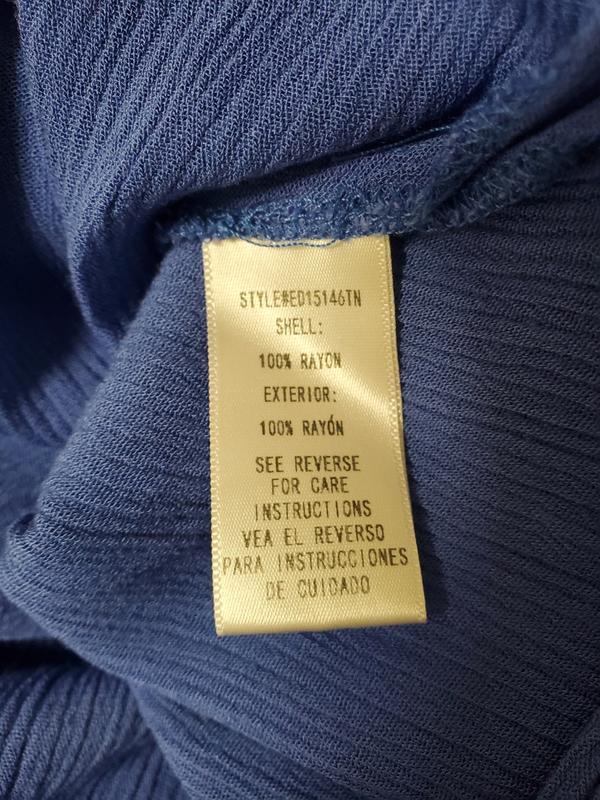 STYLE#ED15146TN
SHELL:
100% RAYON
EXTERIOR:
100% RAYÓN
SEE REVERSE
FOR CARE
INSTRUCTIONS
VEA EL REVERSO
PARA INSTRUCCIONES
DE CUIDADO